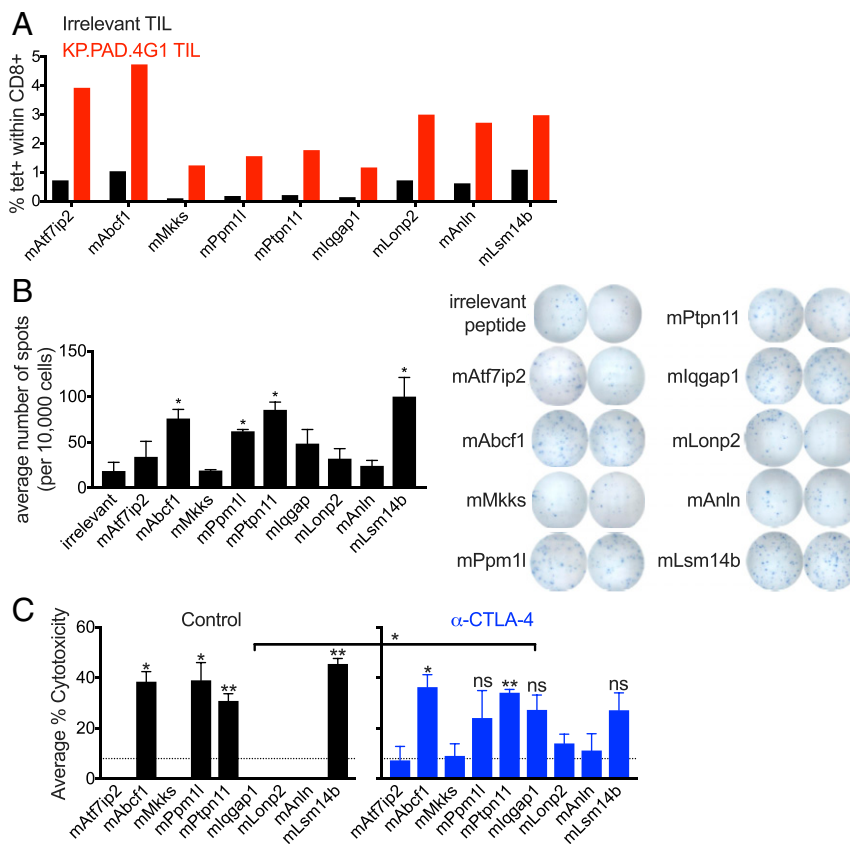 A
Irrelevant TIL
KP.PAD.4G1 TIL
% tet+ within CD8+
5
4
3
2
1
0
mAtf7ip2
mAbcf1
mMkks
mPpm1l
mPtpn11
mIqgap1
mLonp2
mAnln
mLsm14b
B
average number of spots
(per 10,000 cells)
150
100
50
0
*
*
*
*
irrelevant
mAtf7ip2
mAbcf1
mMkks
mPpm1l
mPtpn11
mIqgap
mLonp2
mAnln
mLsm14b
irrelevant
peptide
mAtf7ip2
mAbcf1
mMkks
mPpm1l
mPtpn11
mIqgap1
mLonp2
mAnln
mLsm14b
C
Average % Cytotoxicity
60
40
20
0
Control
α-CTLA-4
*
*
*
**
**
*
ns
**
ns
ns
mAtf7ip2
mAbcf1
mMkks
mPpm1l
mPtpn11
mIqgap1
mLonp2
mAnln
mLsm14b
mAtf7ip2
mAbcf1
mMkks
mPpm1l
mPtpn11
mIqgap1
mLonp2
mAnln
mLsm14b